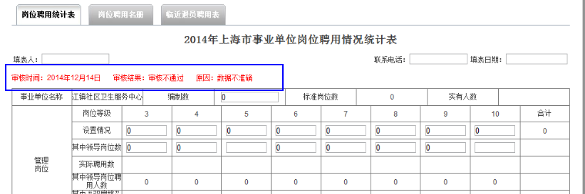 岗位聘用统计表 岗位聘用名册 临近退员聘用表
2014年上海市事业单位岗位聘用情况统计表
填表人： 联系电话： 填表日期：
审核时间：2014年12月14日 审核结果：审核不通过 原因：数据不准确
事业单位名称 江镇社区卫生服务中心 编制数 0 标准岗位数 0 实有人数
岗位等级 3 4 5 6 7 8 9 10 合计
设置情况 0 0 0 0 0 0 0 0
其中领导岗位数 0 0 0 0 0 0
管理岗位
实际聘用数
其中领导岗位聘用人数 0 0 0 0 0 0 0 0